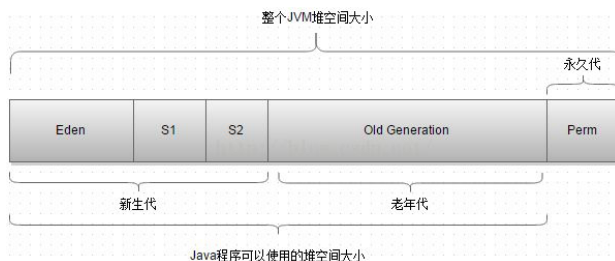 整个JVM堆空间大小
永久代
Eden
S1
S2
Old Generation
Perm
新生代
老年代
Java程序可以使用的堆空间大小